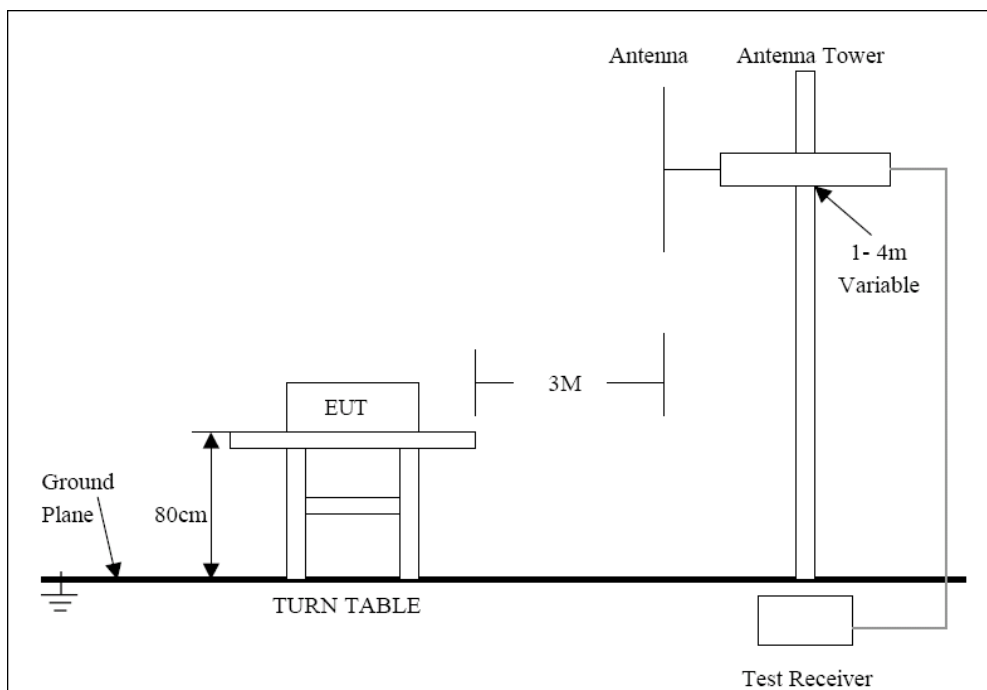 Antenna
Antenna Tower
1- 4m
Variable
3M
EUT
Ground
Plane
80cm
TURN TABLE
Test Receiver